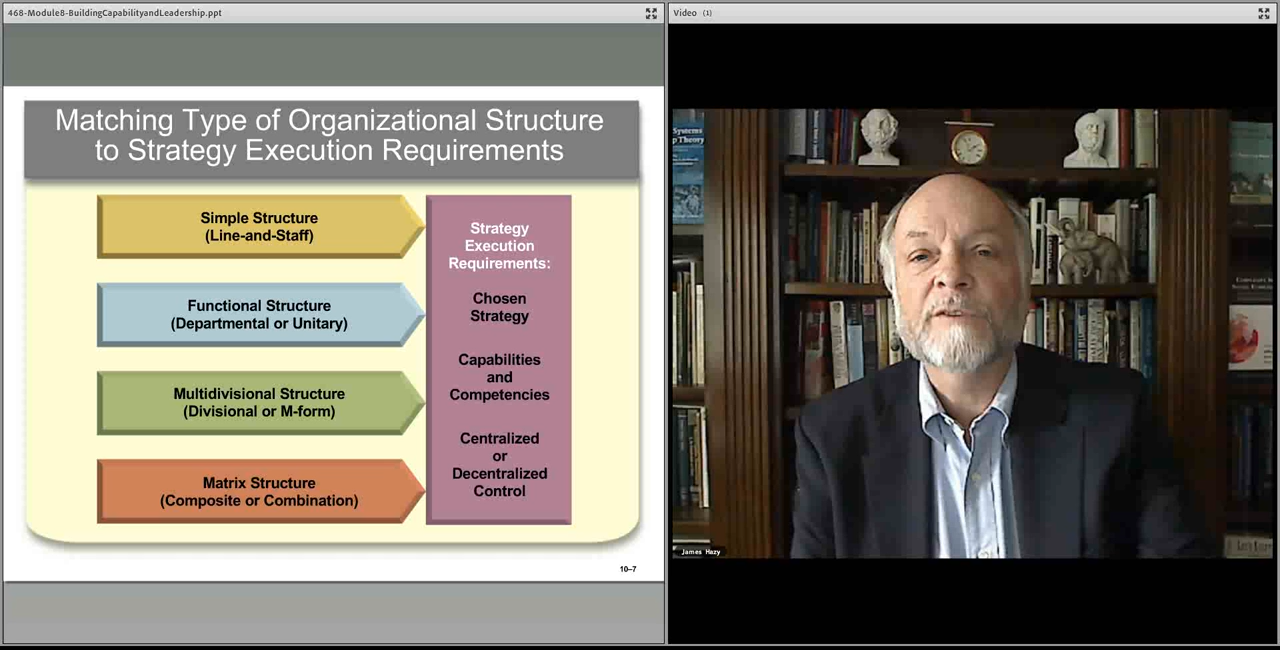 468-Module8-BuildingCapabilityandLeadership.ppt
Matching Type of Organizational Structure
to Strategy Execution Requirements
Simple Structure
(Line-and-Staff)
Functional Structure
(Departmental or Unitary)
Multidivisional Structure
(Divisional or M-form)
Matrix Structure
(Composite or Combination)
Strategy
Execution
Requirements:
Chosen
Strategy
Capabilities
and
Competencies
Centralized
or
Decentralized
Control
10–7
Video (1)
Systems
Theory
James Hazy